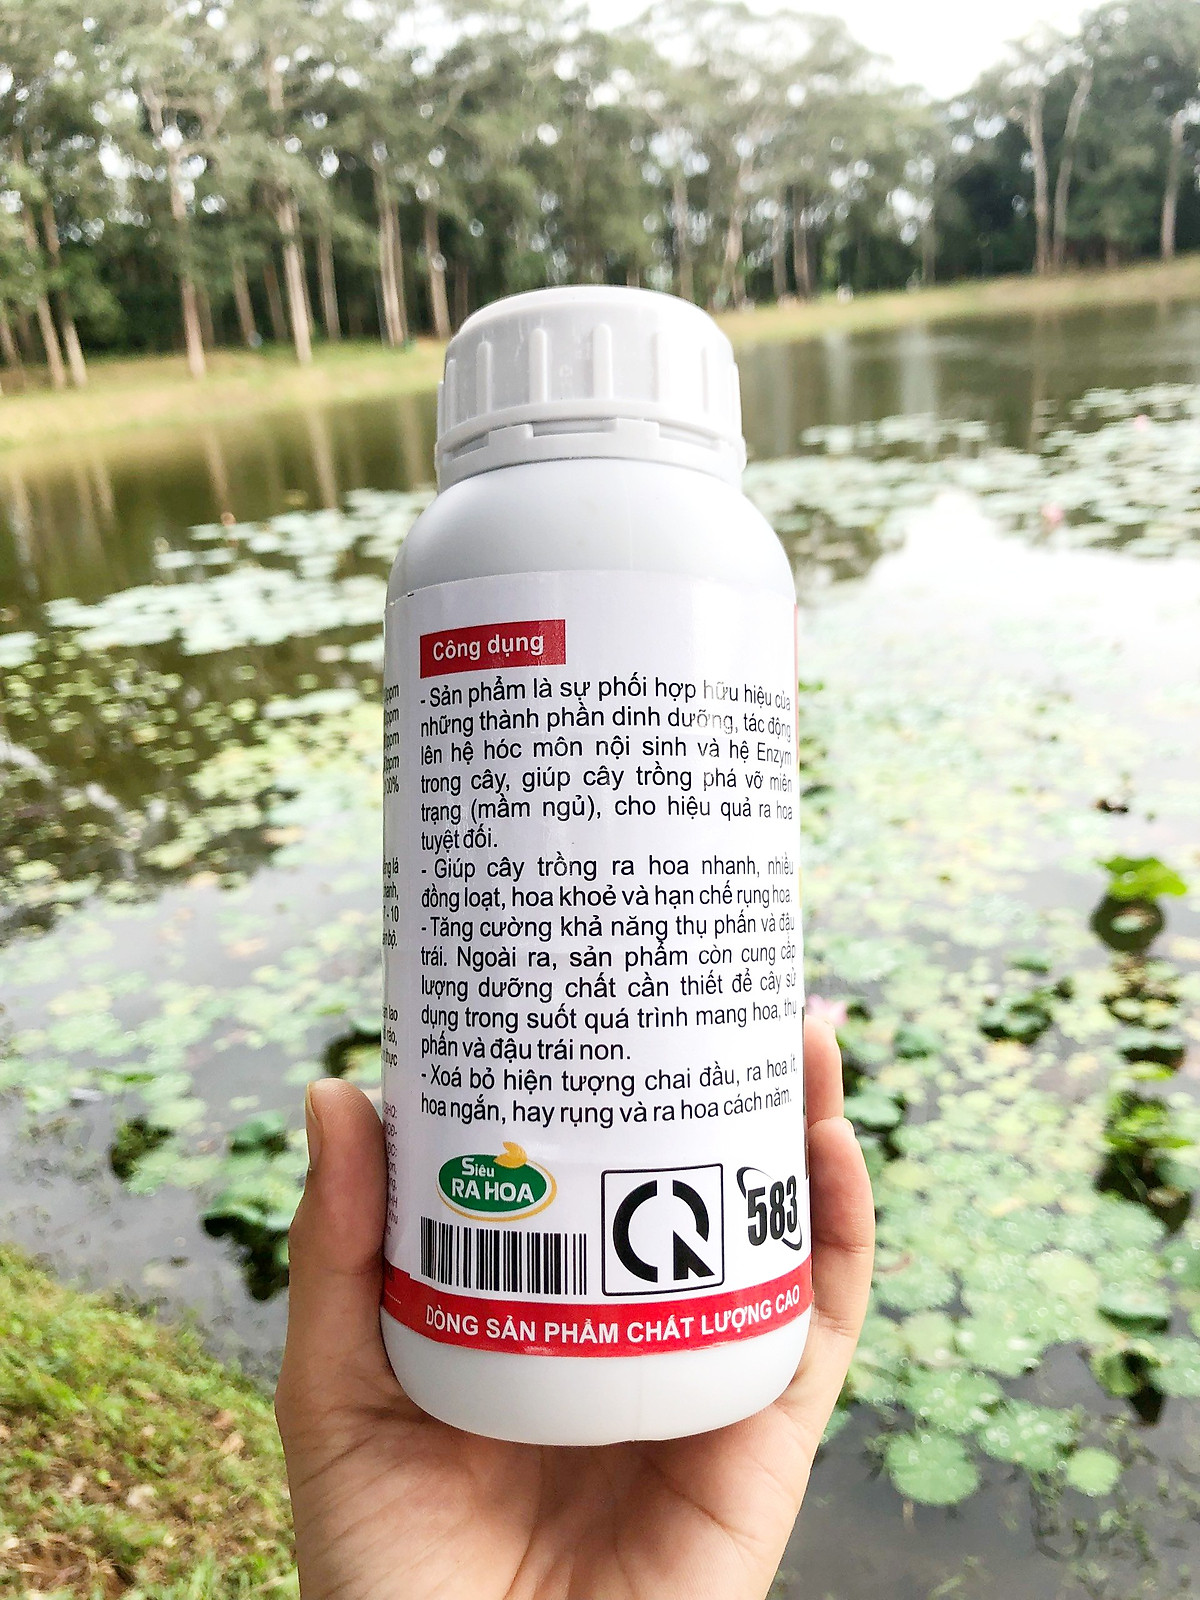 Công dụng
- Sản phẩm là sự phối hợp hữu hiệu của
những thành phần dinh dưỡng, tác động
lên hệ hóc môn nội sinh và hệ Enzym
trong cây, giúp cây trồng phá vỡ miên
trạng (mầm ngủ), cho hiệu quả ra hoa
tuyệt đối.
- Giúp cây trồng ra hoa nhanh, nhiều
đồng loạt, hoa khoẻ và hạn chế rụng hoa.
- Tăng cường khả năng thụ phấn và đậu
trái. Ngoài ra, sản phẩm còn cung cấp
lượng dưỡng chất cần thiết để cây sử
dụng trong suốt quá trình mang hoa, thụ
phấn và đậu trái non.
- Xoá bỏ hiện tượng chai đầu, ra hoa ít,
hoa ngắn, hay rụng và ra hoa cách năm.
Siêu
RA HOA
583
DÒNG SẢN PHẨM CHẤT LƯỢNG CAO